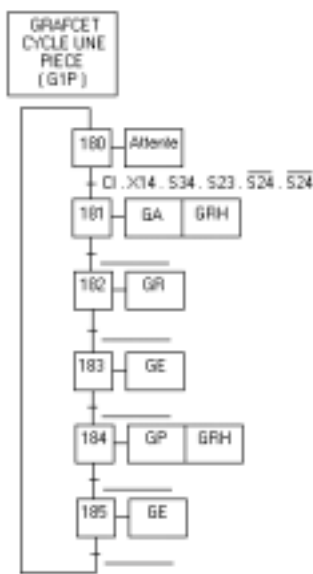 GRAFCET
CYCLE UNE
PIECE
(G1P)
180 Attente
CI . X14 . S34 . S23 . S24 . S24
181 GA GRH
182 GR
183 GE
184 GP GRH
185 GE